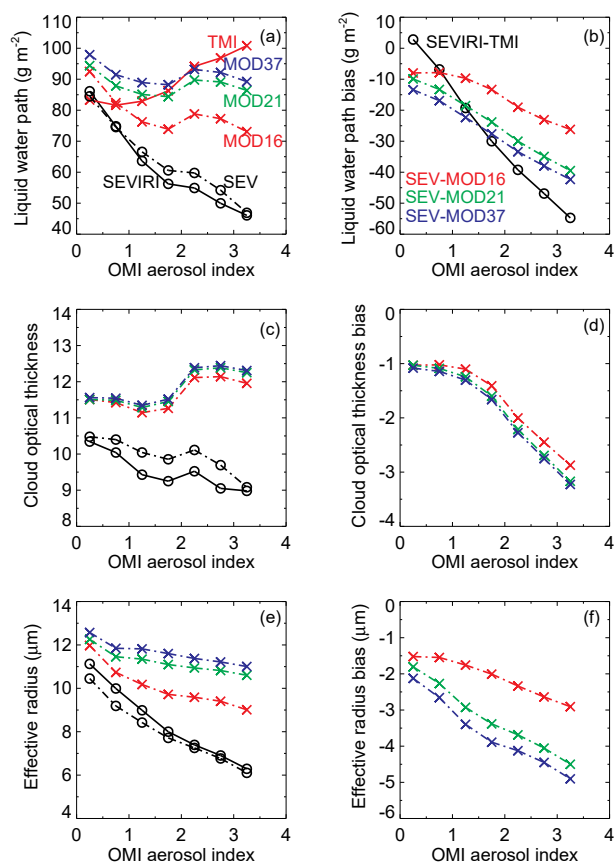 110
100
90
80
70
60
50
40
Liquid water path (g m-2)
(a)
TMI
MOD37
MOD21
MOD16
SEVIRI
SEV
0 1 2 3 4
OMI aerosol index
10
0
-10
-20
-30
-40
-50
-60
Liquid water path bias (g m-2)
(b)
SEVIRI-TMI
SEV-MOD16
SEV-MOD21
SEV-MOD37
0 1 2 3 4
OMI aerosol index
14
13
12
11
10
9
8
Cloud optical thickness
(c)
0 1 2 3 4
OMI aerosol index
0
-1
-2
-3
-4
Cloud optical thickness bias
(d)
0 1 2 3 4
OMI aerosol index
14
12
10
8
6
4
Effective radius (μm)
(e)
0 1 2 3 4
OMI aerosol index
0
-1
-2
-3
-4
-5
-6
Effective radius bias (μm)
(f)
0 1 2 3 4
OMI aerosol index